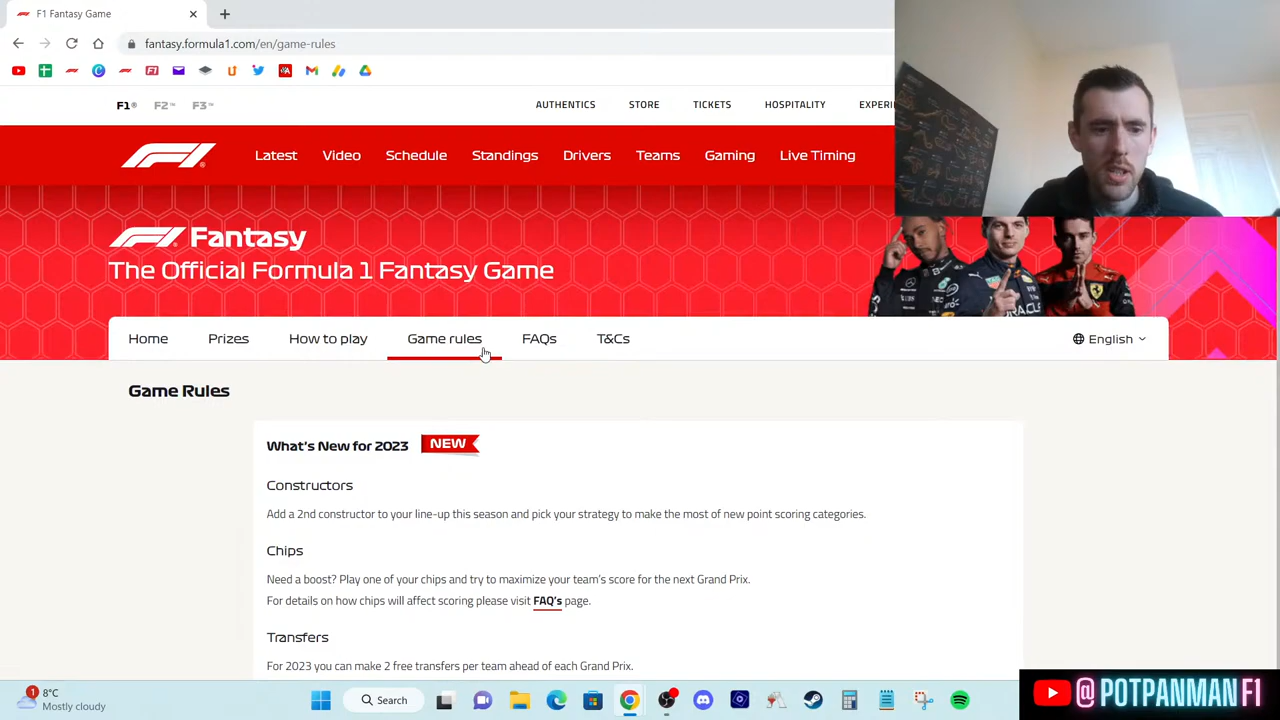 F1 Fantasy Game
fantasy.formula1.com/en/game-rules
F1® F2™ F3™ AUTHENTICS STORE TICKETS HOSPITALITY EXPERI
Latest Video Schedule Standings Drivers Teams Gaming Live Timing
F1 Fantasy
The Official Formula 1 Fantasy Game
Home Prizes How to play Game rules FAQs T&Cs English
Game Rules
What's New for 2023 NEW
Constructors
Add a 2nd constructor to your line-up this season and pick your strategy to make the most of new point scoring categories.
Chips
Need a boost? Play one of your chips and try to maximize your team's score for the next Grand Prix.
For details on how chips will affect scoring please visit FAQ's page.
Transfers
For 2023 you can make 2 free transfers per team ahead of each Grand Prix.
1 8°C
Mostly cloudy
Search
@POTPANMANF1